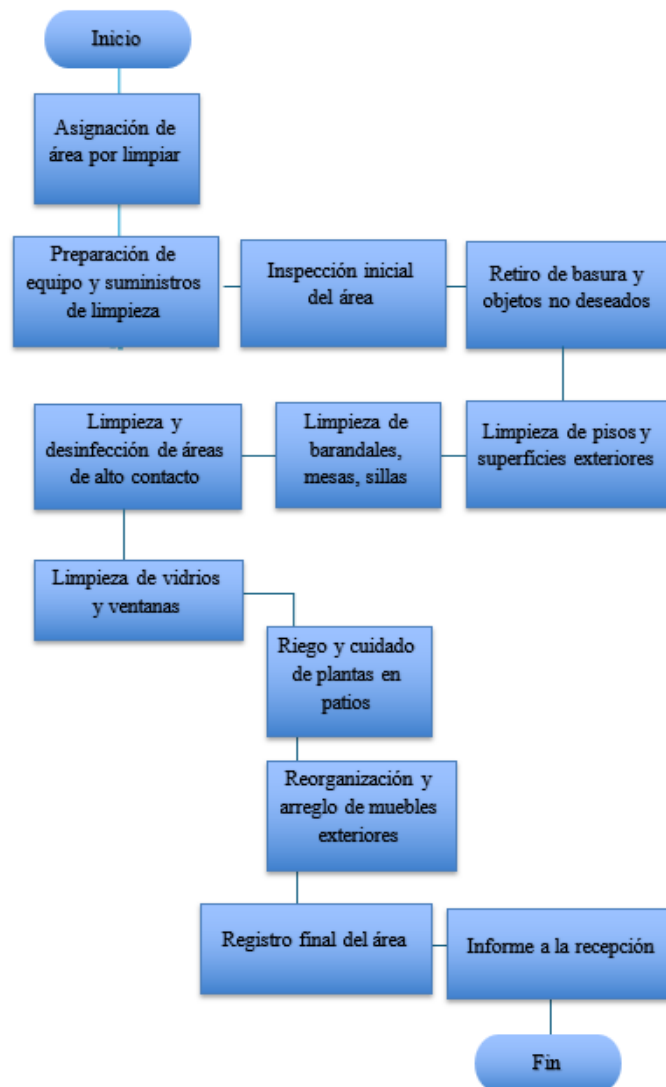 Inicio
Asignación de
área por limpiar
Preparación de
equipo y suministros
de limpieza
Inspección inicial
del área
Retiro de basura y
objetos no deseados
Limpieza de pisos y
superficies exteriores
Limpieza de
barandales,
mesas, sillas
Limpieza y
desinfección de áreas
de alto contacto
Limpieza de vidrios
y ventanas
Riego y cuidado
de plantas en
patios
Reorganización y
arreglo de muebles
exteriores
Registro final del área
Informe a la recepción
Fin